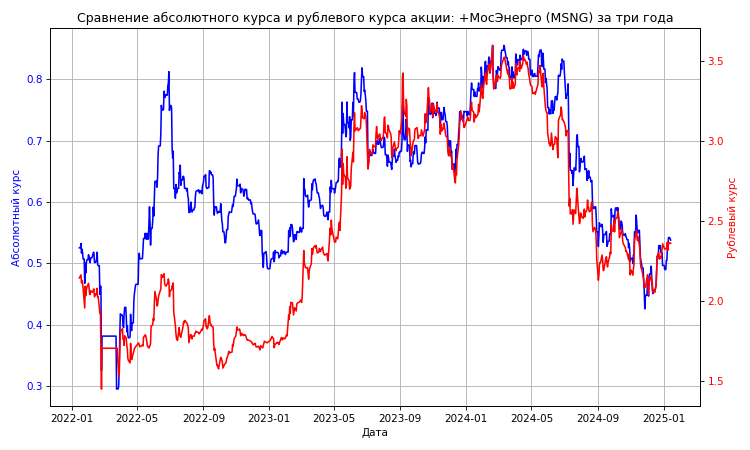 Сравнение абсолютного курса и рублевого курса акции: +МосЭнерго (MSNG) за три года
Абсолютный курс
0.8
0.7
0.6
0.5
0.4
0.3
3.5
3.0
2.5
2.0
1.5
Рублевый курс
2022-01 2022-05 2022-09 2023-01 2023-05 2023-09 2024-01 2024-05 2024-09 2025-01
Дата